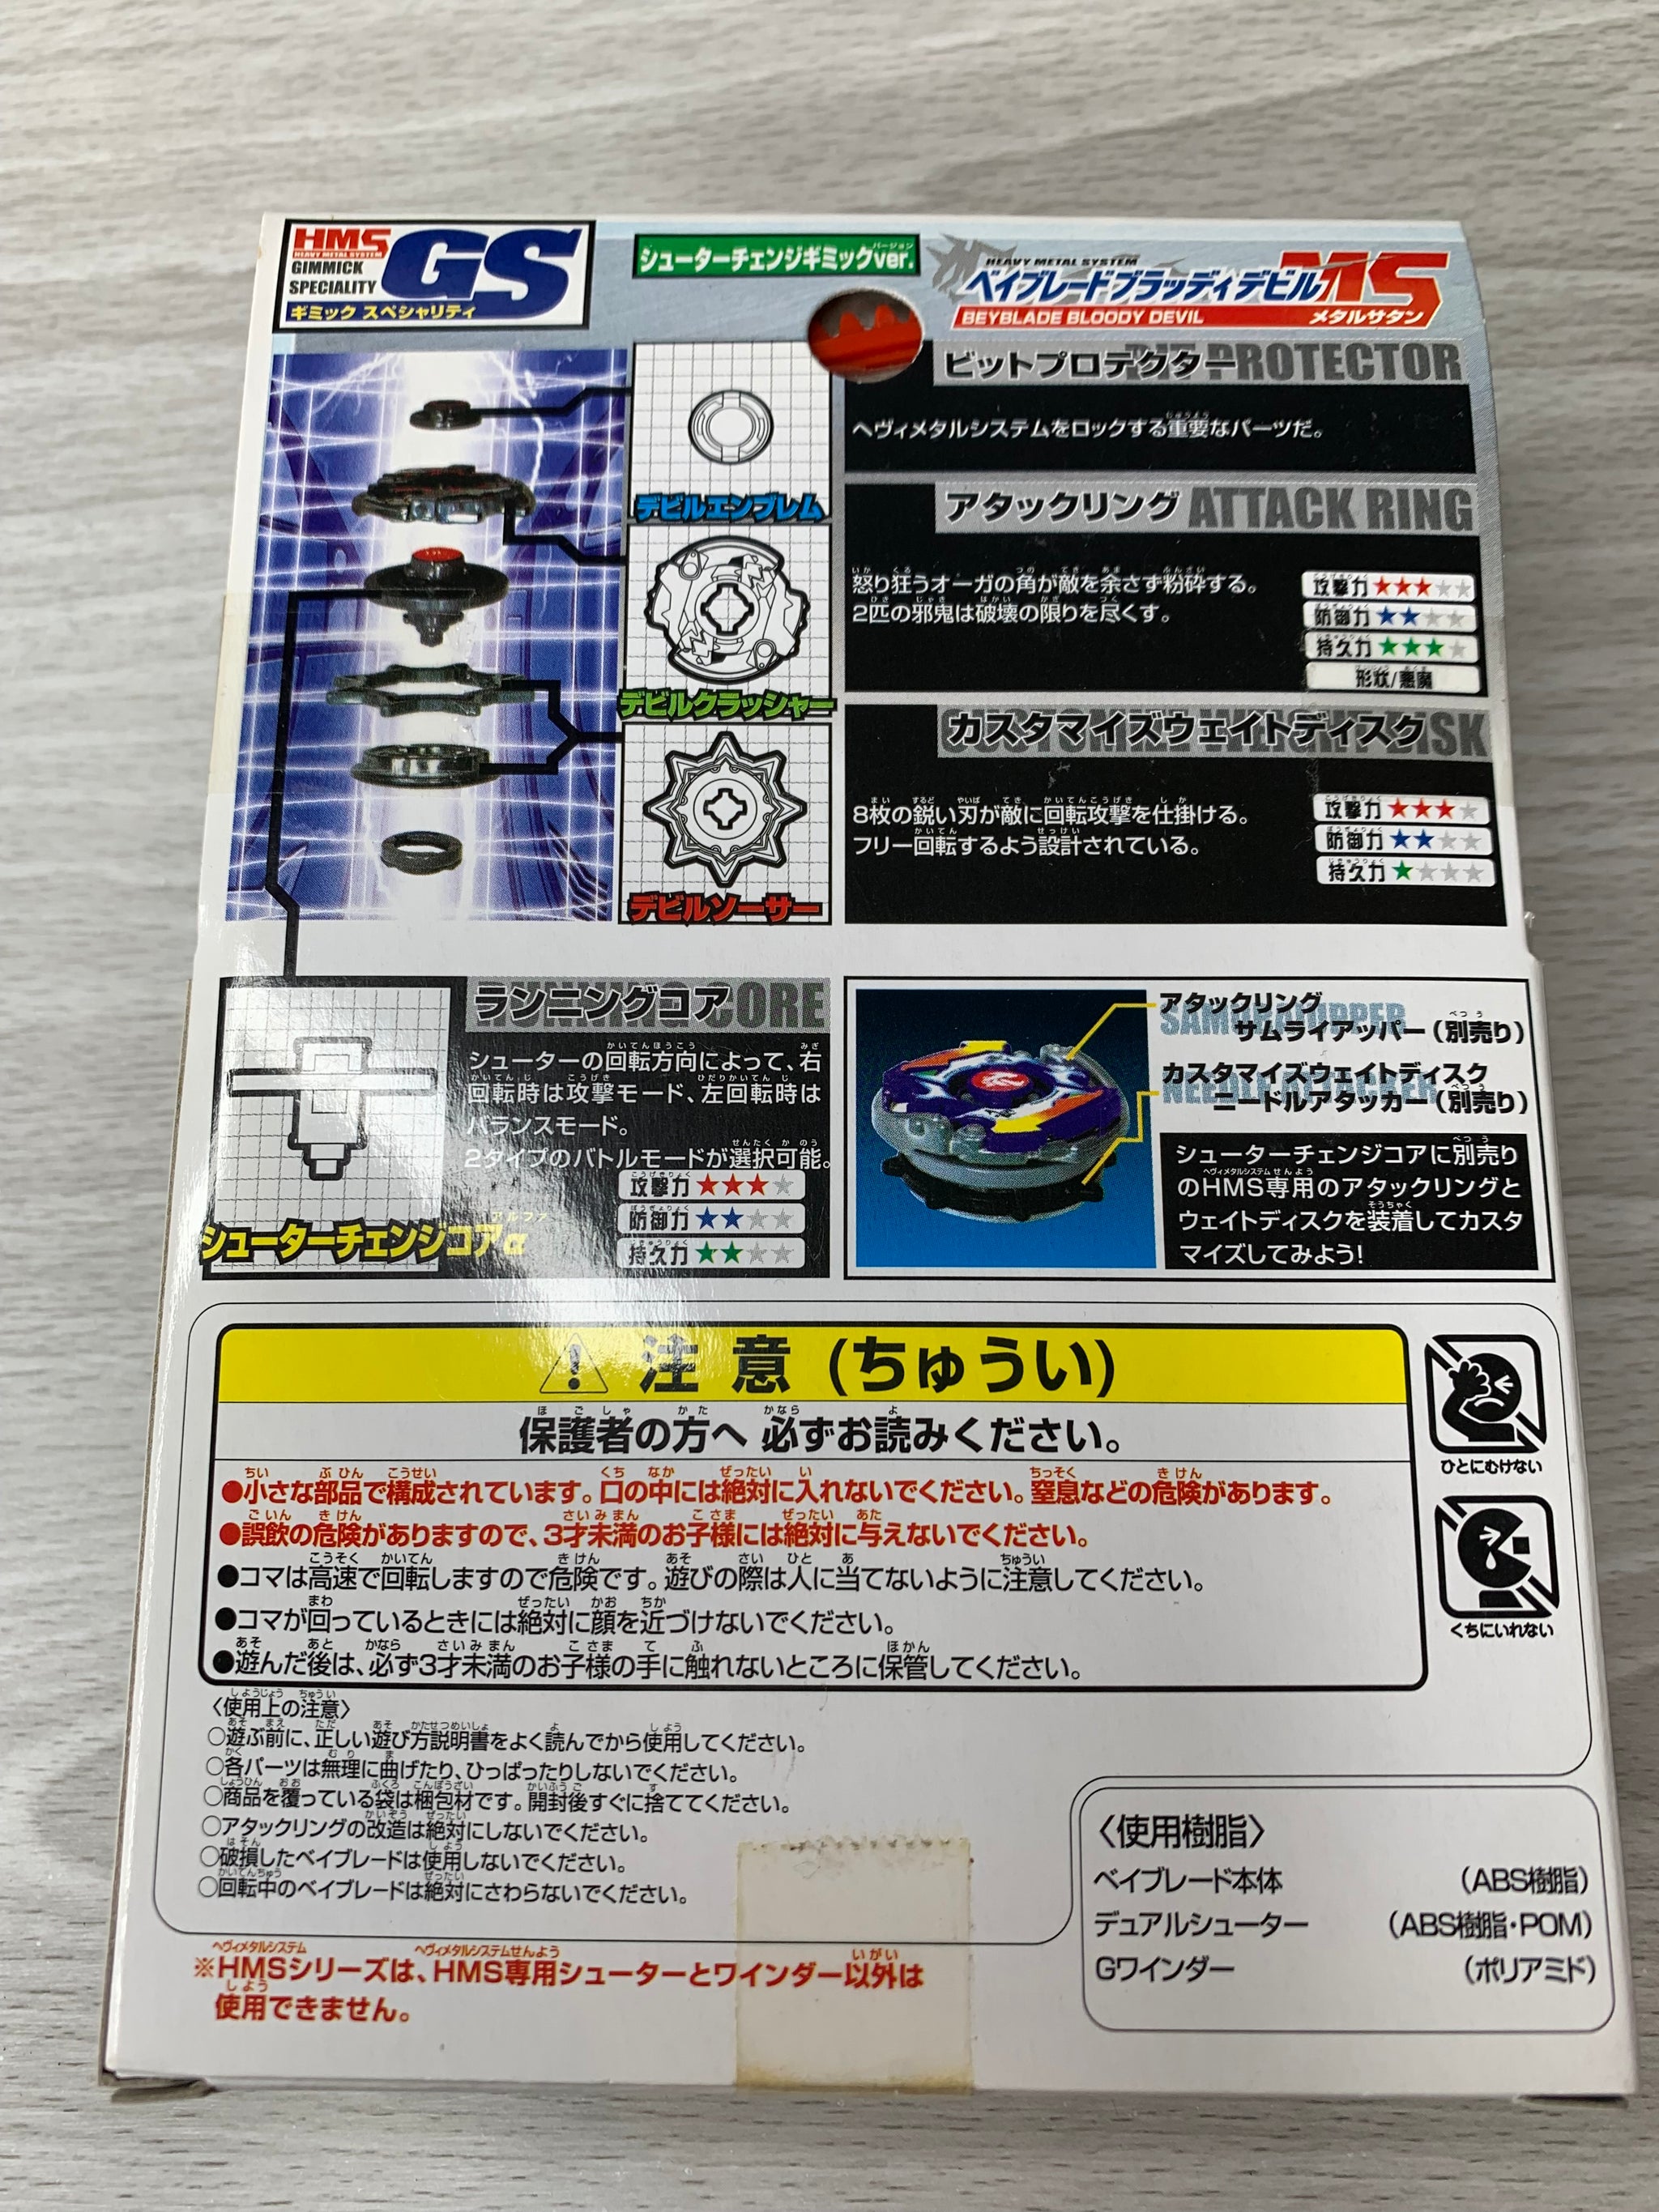 HMS
HEAVY METAL SYSTEM
GIMMICK
SPECIALITY
GS
ギミック スペシャリティ
シューターチェンジギミックver.
HEAVY METAL SYSTEM
ベイブレードブラッディデビルMS
BEYBLADE BLOODY DEVIL
メタルサタン
デビルエンブレム
ビットプロテクター
BIT PROTECTOR
ヘヴィメタルシステムをロックする重要なパーツだ。
デビルクラッシャー
アタックリング ATTACK RING
怒り狂うオーガの角が敵を余さず粉砕する。
2匹の邪鬼は破壊の限りを尽くす。
攻撃力 ★★★★★
防御力 ★★★★
持久力 ★★★★
形状/悪魔
デビルソーサー
カスタマイズウェイトディスク
8枚の鋭い刃が敵に回転攻撃を仕掛ける。
フリー回転するよう設計されている。
攻撃力 ★★★★
防御力 ★★★★
持久力 ★★★★
シューターチェンジコアα
ランニングコア
RUNNING CORE
シューターの回転方向によって、右
回転時は攻撃モード、左回転時は
バランスモード。
2タイプのバトルモードが選択可能。
攻撃力 ★★★★
防御力 ★★★★
持久力 ★★★★
アタックリング
SAMURAI UPPER
サムライアッパー(別売り)
カスタマイズウェイトディスク
NEEDLE ATTACKER
ニードルアタッカー(別売り)
シューターチェンジコアに別売り
のHMS専用のアタックリングと
ウェイトディスクを装着してカスタ
マイズしてみよう!
注 意 (ちゅうい)
保護者の方へ 必ずお読みください。
●小さな部品で構成されています。口の中には絶対に入れないでください。窒息などの危険があります。
●誤飲の危険がありますので、3才未満のお子様には絶対に与えないでください。
●コマは高速で回転しますので危険です。遊びの際は人に当てないように注意してください。
●コマが回っているときには絶対に顔を近づけないでください。
●遊んだ後は、必ず3才未満のお子様の手に触れないところに保管してください。
ひとにむけない
くちにいれない
〈使用上の注意〉
○遊ぶ前に、正しい遊び方説明書をよく読んでから使用してください。
○各パーツは無理に曲げたり、ひっぱったりしないでください。
○商品を覆っている袋は梱包材です。開封後すぐに捨ててください。
○アタックリングの改造は絶対にしないでください。
○破損したベイブレードは使用しないでください。
○回転中のベイブレードは絶対にさわらないでください。
※HMSシリーズは、HMS専用シューターとワインダー以外は
使用できません。
〈使用樹脂〉
ベイブレード本体 (ABS樹脂)
デュアルシューター (ABS樹脂・POM)
Gワインダー (ポリアミド)